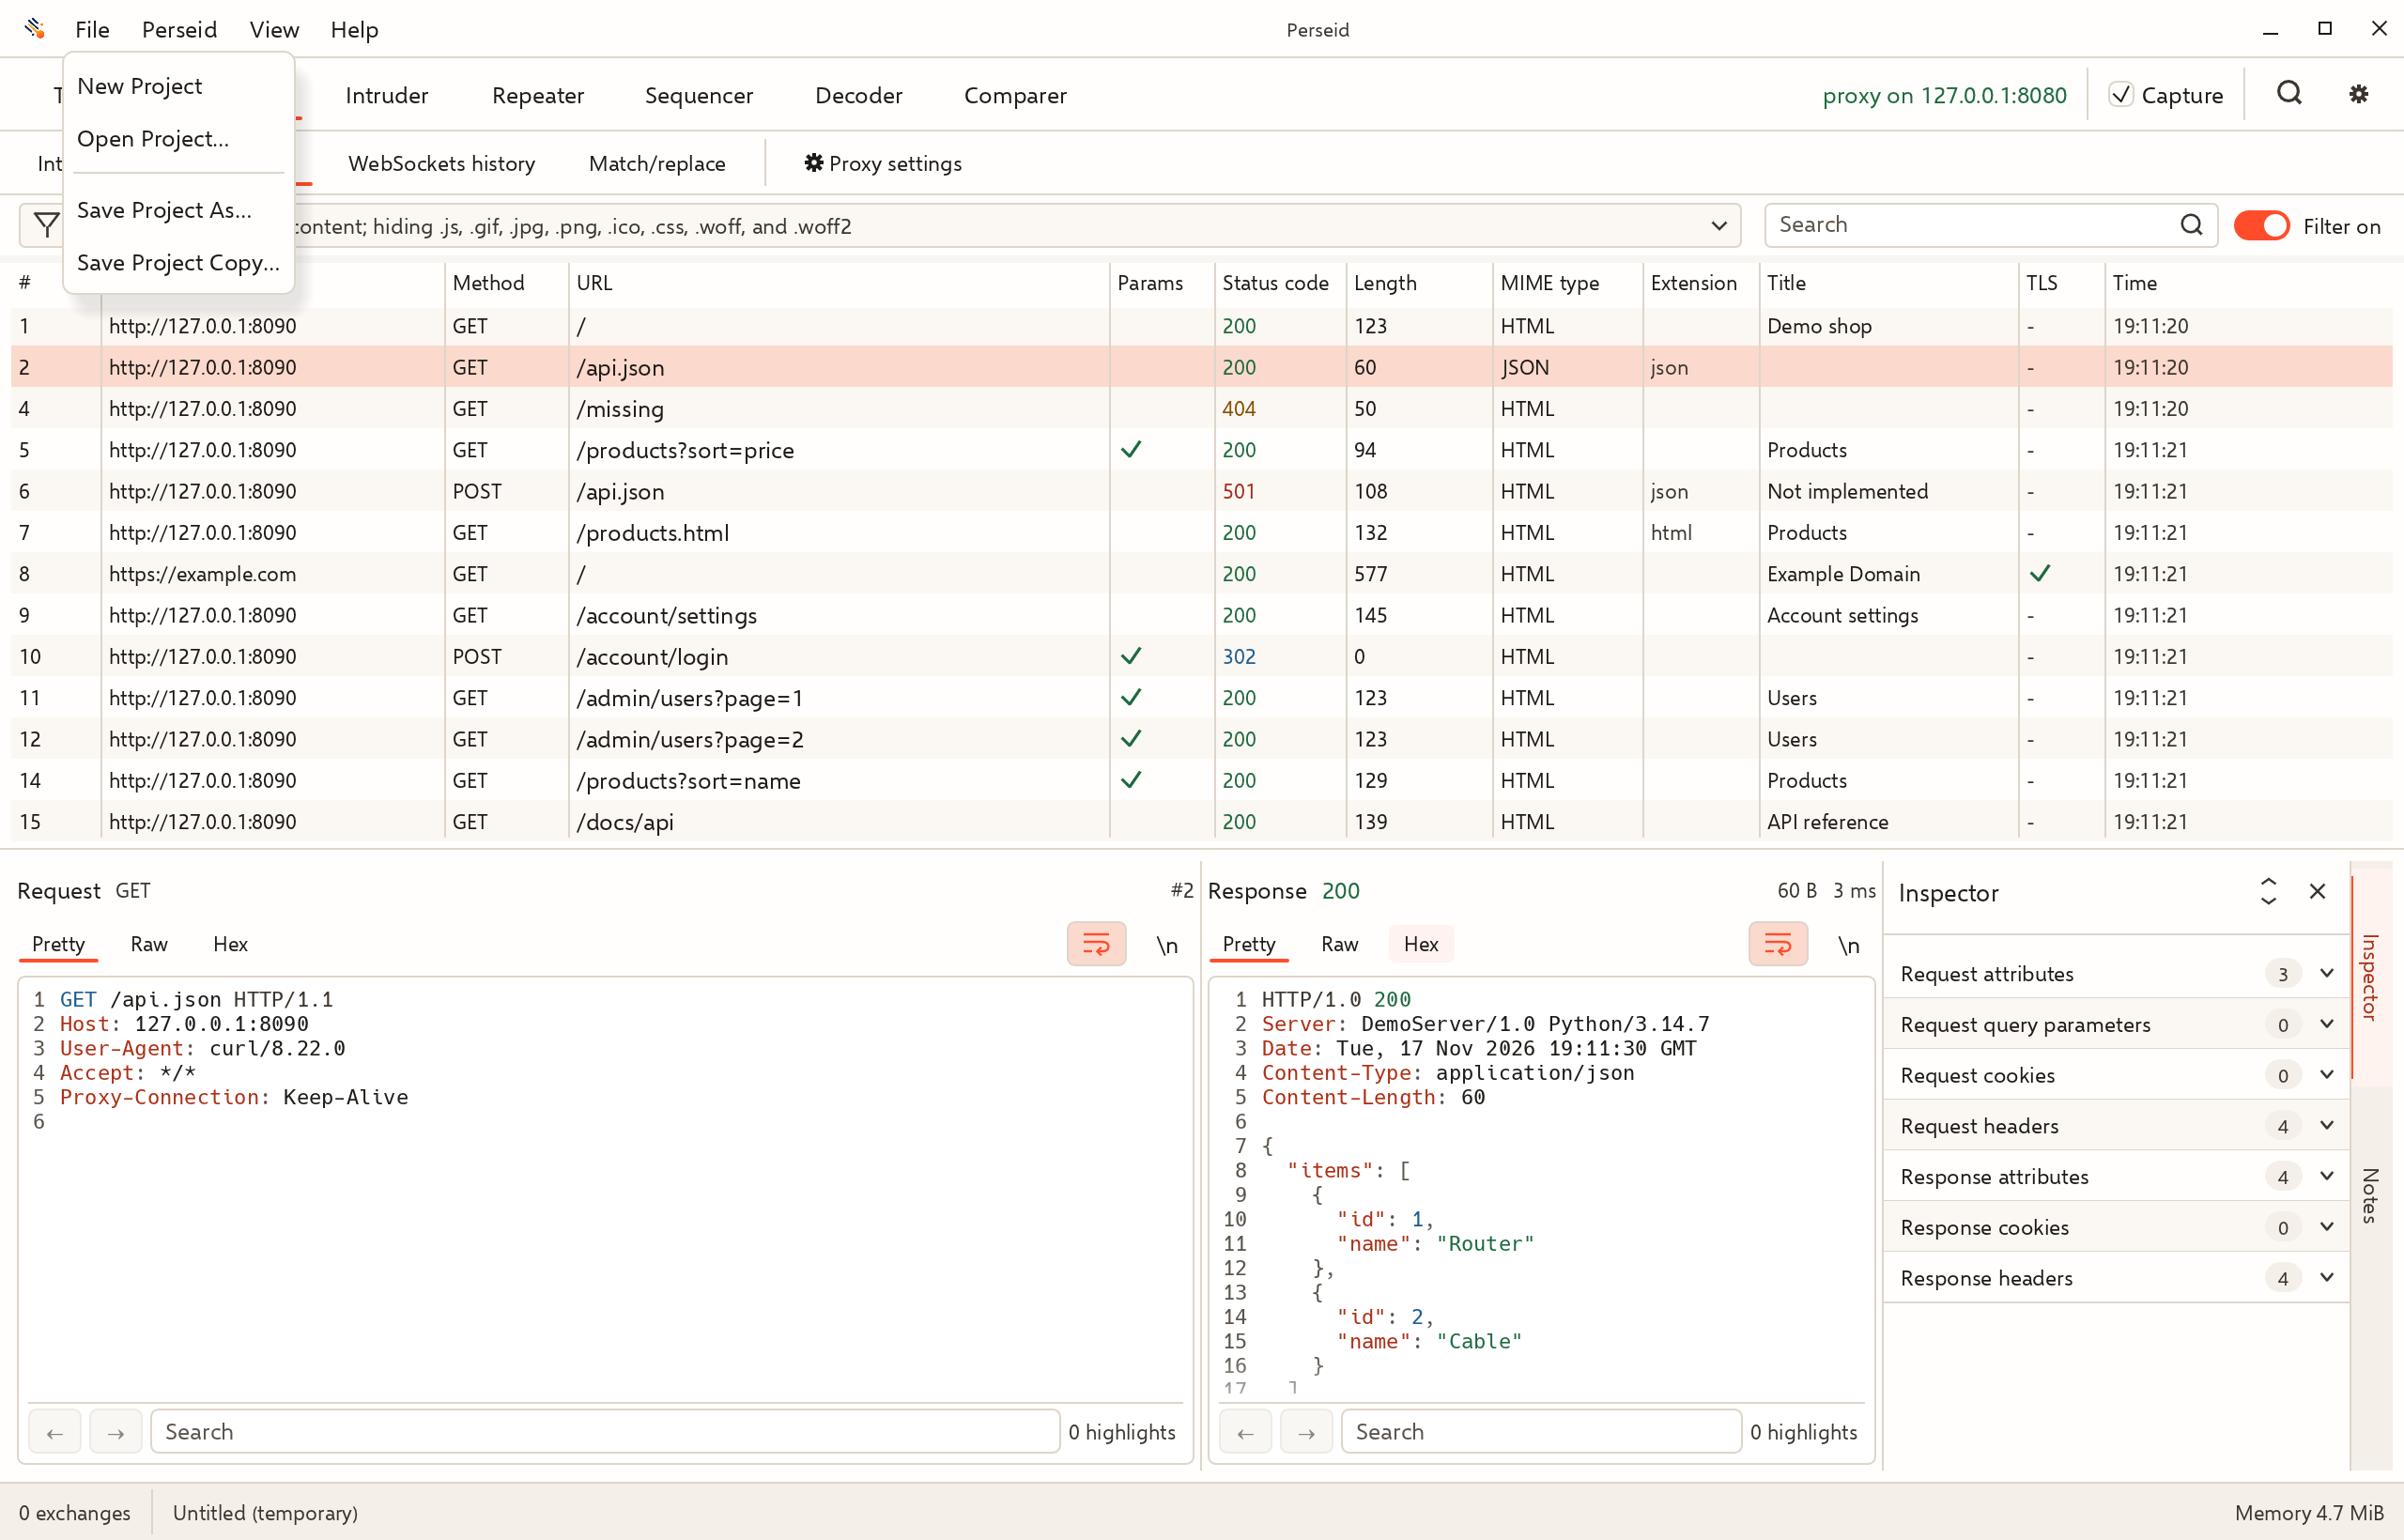 File Perseid View Help Perseid
New Project
Open Project...
Save Project As...
Save Project Copy...
Intruder Repeater Sequencer Decoder Comparer proxy on 127.0.0.1:8080 Capture
WebSockets history Match/replace Proxy settings
content; hiding .js, .gif, .jpg, .png, .ico, .css, .woff, and .woff2 Search Filter on
# Method URL Params Status code Length MIME type Extension Title TLS Time
1 http://127.0.0.1:8090 GET / 200 123 HTML Demo shop - 19:11:20
2 http://127.0.0.1:8090 GET /api.json 200 60 JSON json - 19:11:20
4 http://127.0.0.1:8090 GET /missing 404 50 HTML - 19:11:20
5 http://127.0.0.1:8090 GET /products?sort=price 200 94 HTML Products - 19:11:21
6 http://127.0.0.1:8090 POST /api.json 501 108 HTML json Not implemented - 19:11:21
7 http://127.0.0.1:8090 GET /products.html 200 132 HTML html Products - 19:11:21
8 https://example.com GET / 200 577 HTML Example Domain 19:11:21
9 http://127.0.0.1:8090 GET /account/settings 200 145 HTML Account settings - 19:11:21
10 http://127.0.0.1:8090 POST /account/login 302 0 HTML - 19:11:21
11 http://127.0.0.1:8090 GET /admin/users?page=1 200 123 HTML Users - 19:11:21
12 http://127.0.0.1:8090 GET /admin/users?page=2 200 123 HTML Users - 19:11:21
14 http://127.0.0.1:8090 GET /products?sort=name 200 129 HTML Products - 19:11:21
15 http://127.0.0.1:8090 GET /docs/api 200 139 HTML API reference - 19:11:21
Request GET #2
Pretty Raw Hex \n
1 GET /api.json HTTP/1.1
2 Host: 127.0.0.1:8090
3 User-Agent: curl/8.22.0
4 Accept: */*
5 Proxy-Connection: Keep-Alive
6
← → Search 0 highlights
Response 200 60 B 3 ms
Pretty Raw Hex \n
1 HTTP/1.0 200
2 Server: DemoServer/1.0 Python/3.14.7
3 Date: Tue, 17 Nov 2026 19:11:30 GMT
4 Content-Type: application/json
5 Content-Length: 60
6
7 {
8 "items": [
9 {
10 "id": 1,
11 "name": "Router"
12 },
13 {
14 "id": 2,
15 "name": "Cable"
16 }
17 ]
← → Search 0 highlights
Inspector
Request attributes 3
Request query parameters 0
Request cookies 0
Request headers 4
Response attributes 4
Response cookies 0
Response headers 4
Inspector
Notes
0 exchanges Untitled (temporary) Memory 4.7 MiB